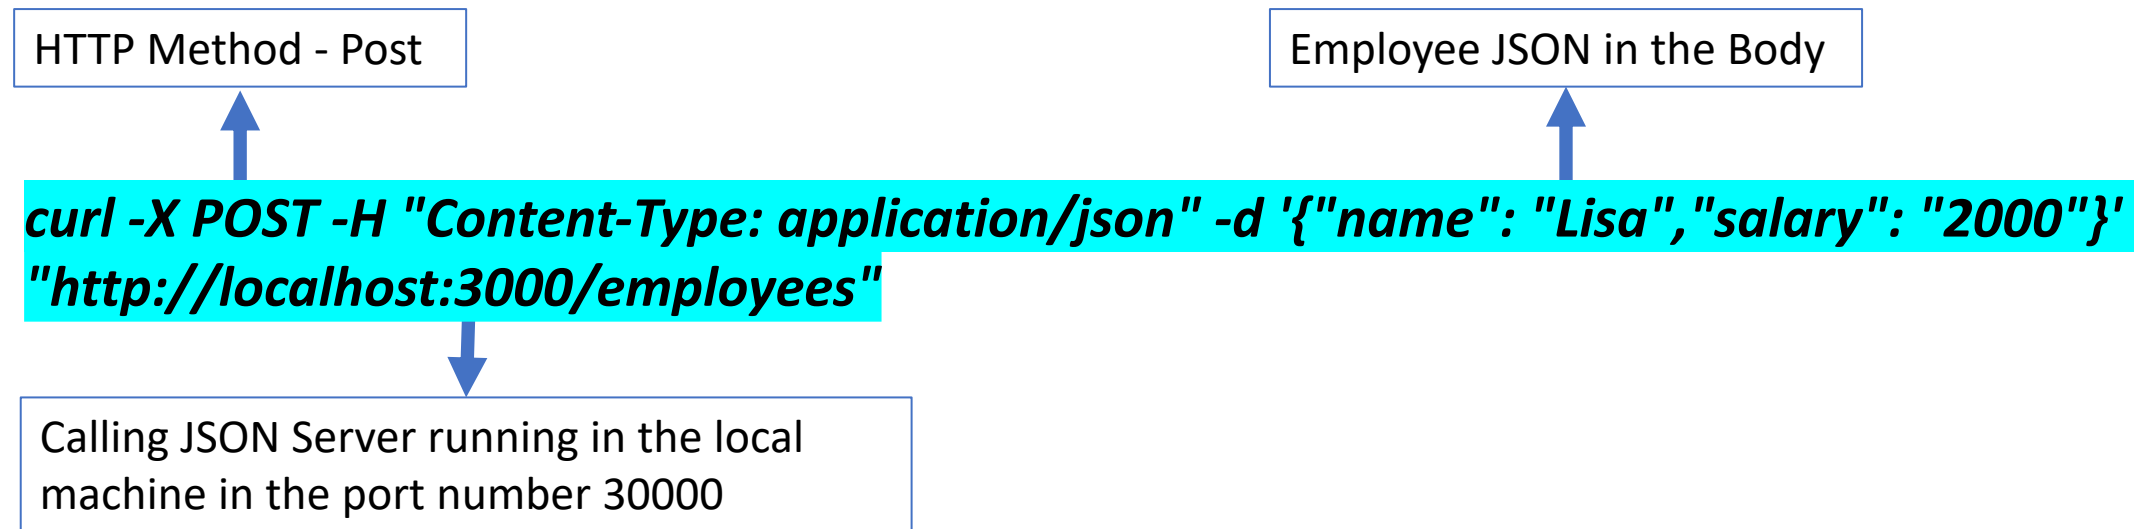 HTTP Method - Post
Employee JSON in the Body
curl -X POST -H "Content-Type: application/json" -d '{"name": "Lisa","salary": "2000"}'
"http://localhost:3000/employees"
Calling JSON Server running in the local
machine in the port number 30000